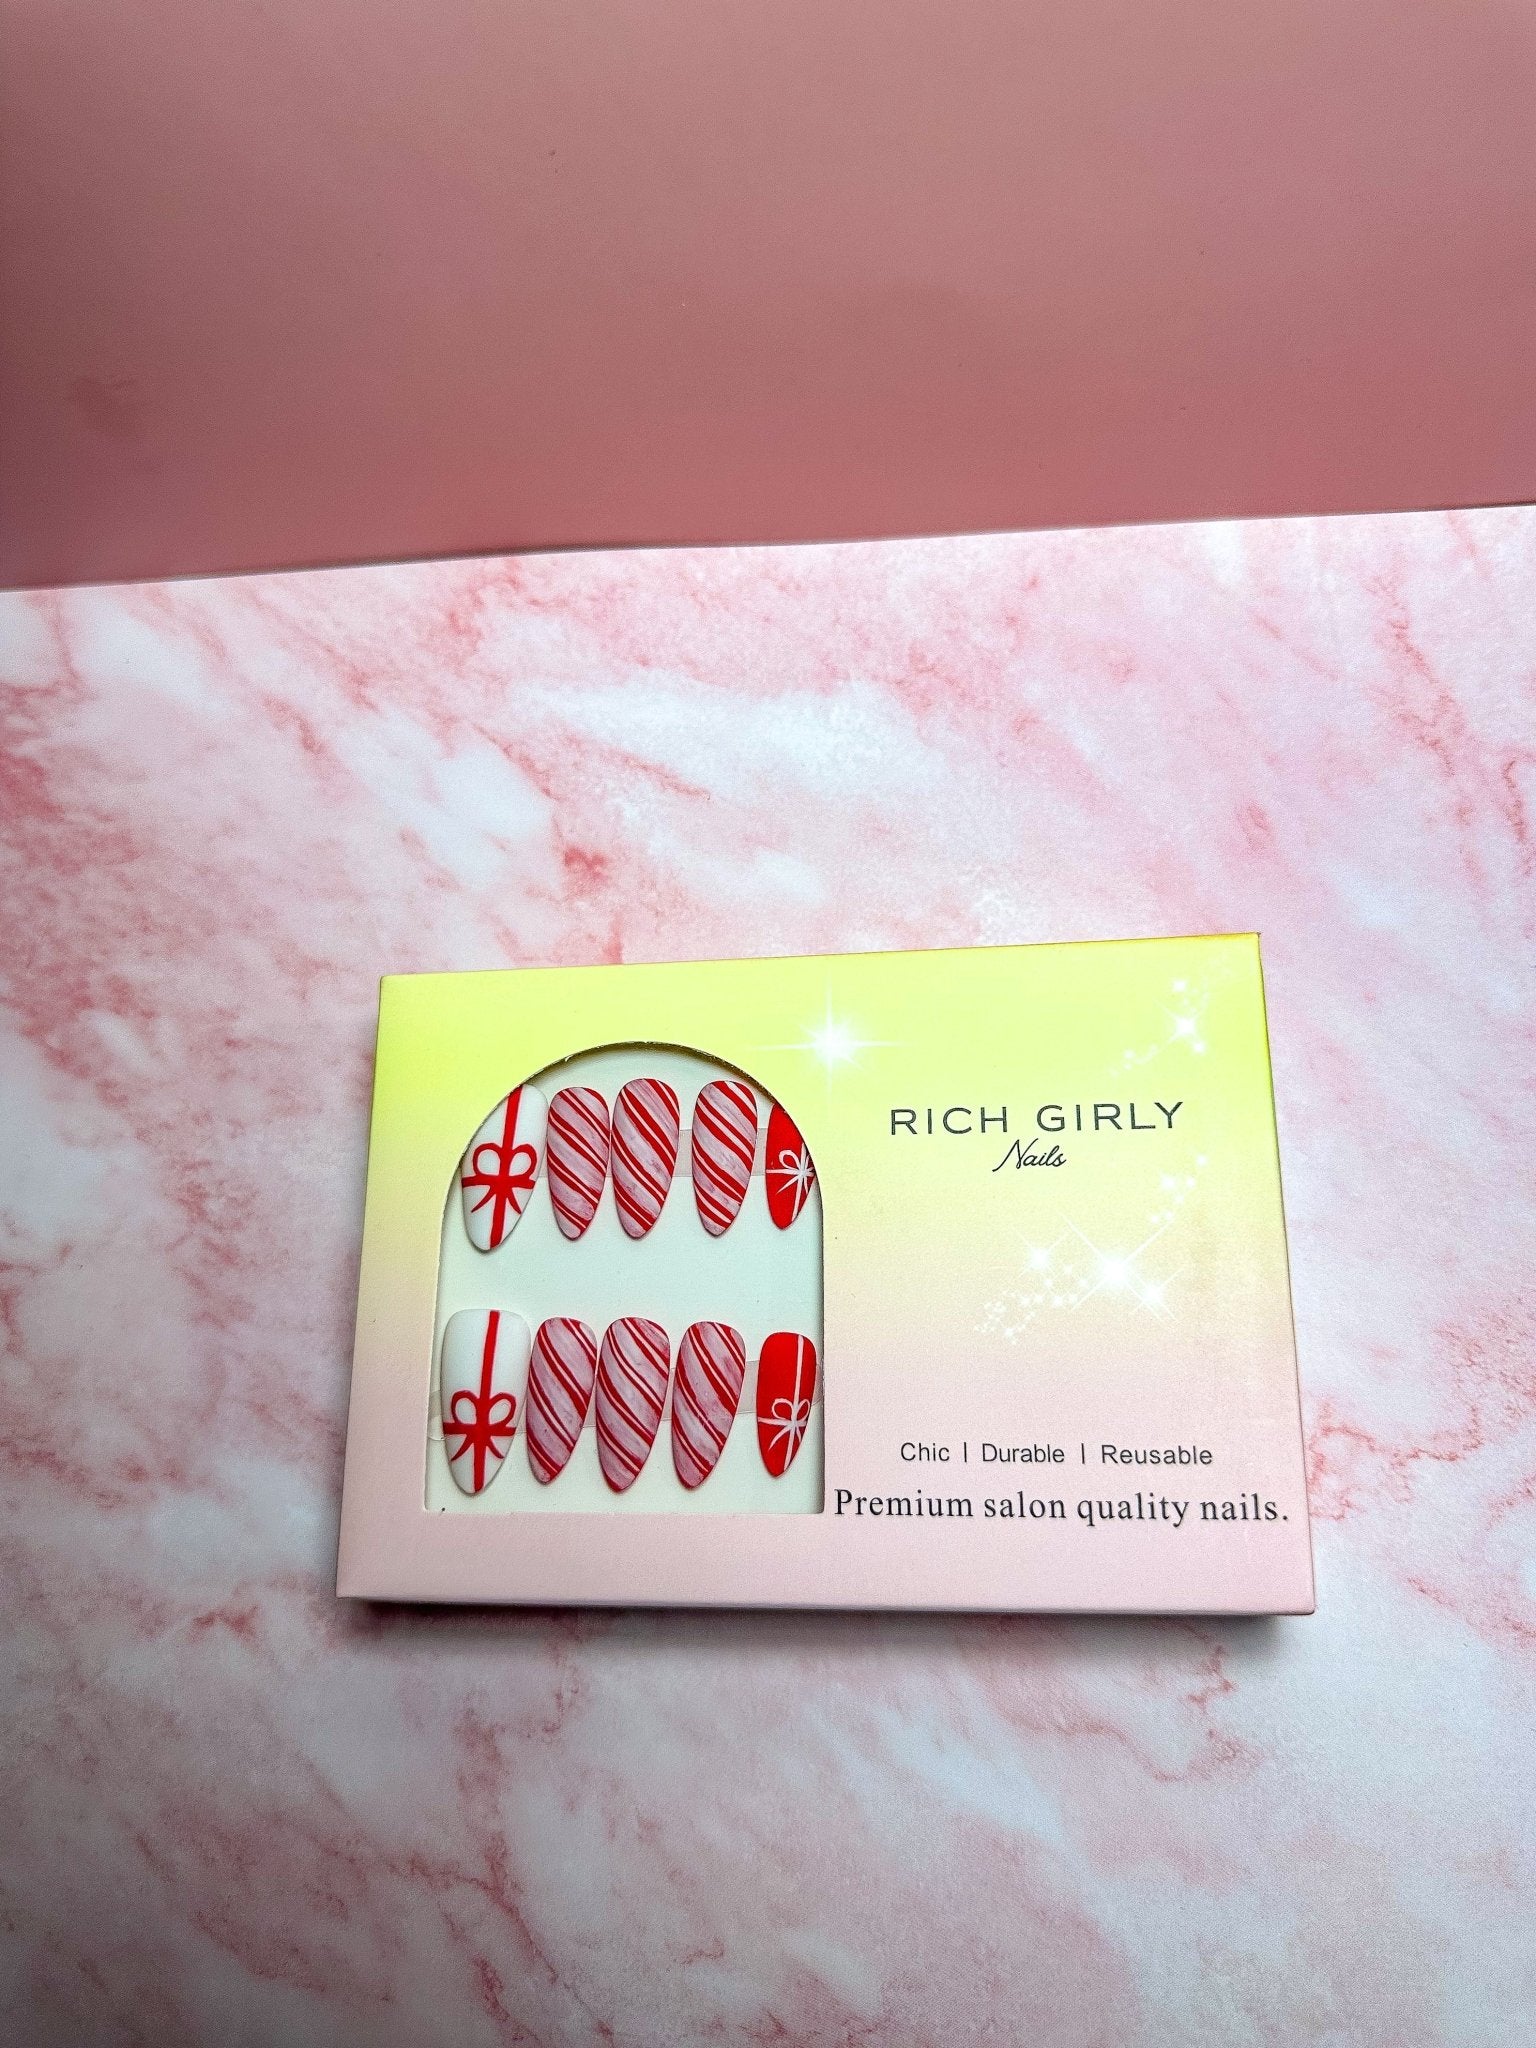 RICH GIRLY
Nails
Chic | Durable | Reusable
Premium salon quality nails.